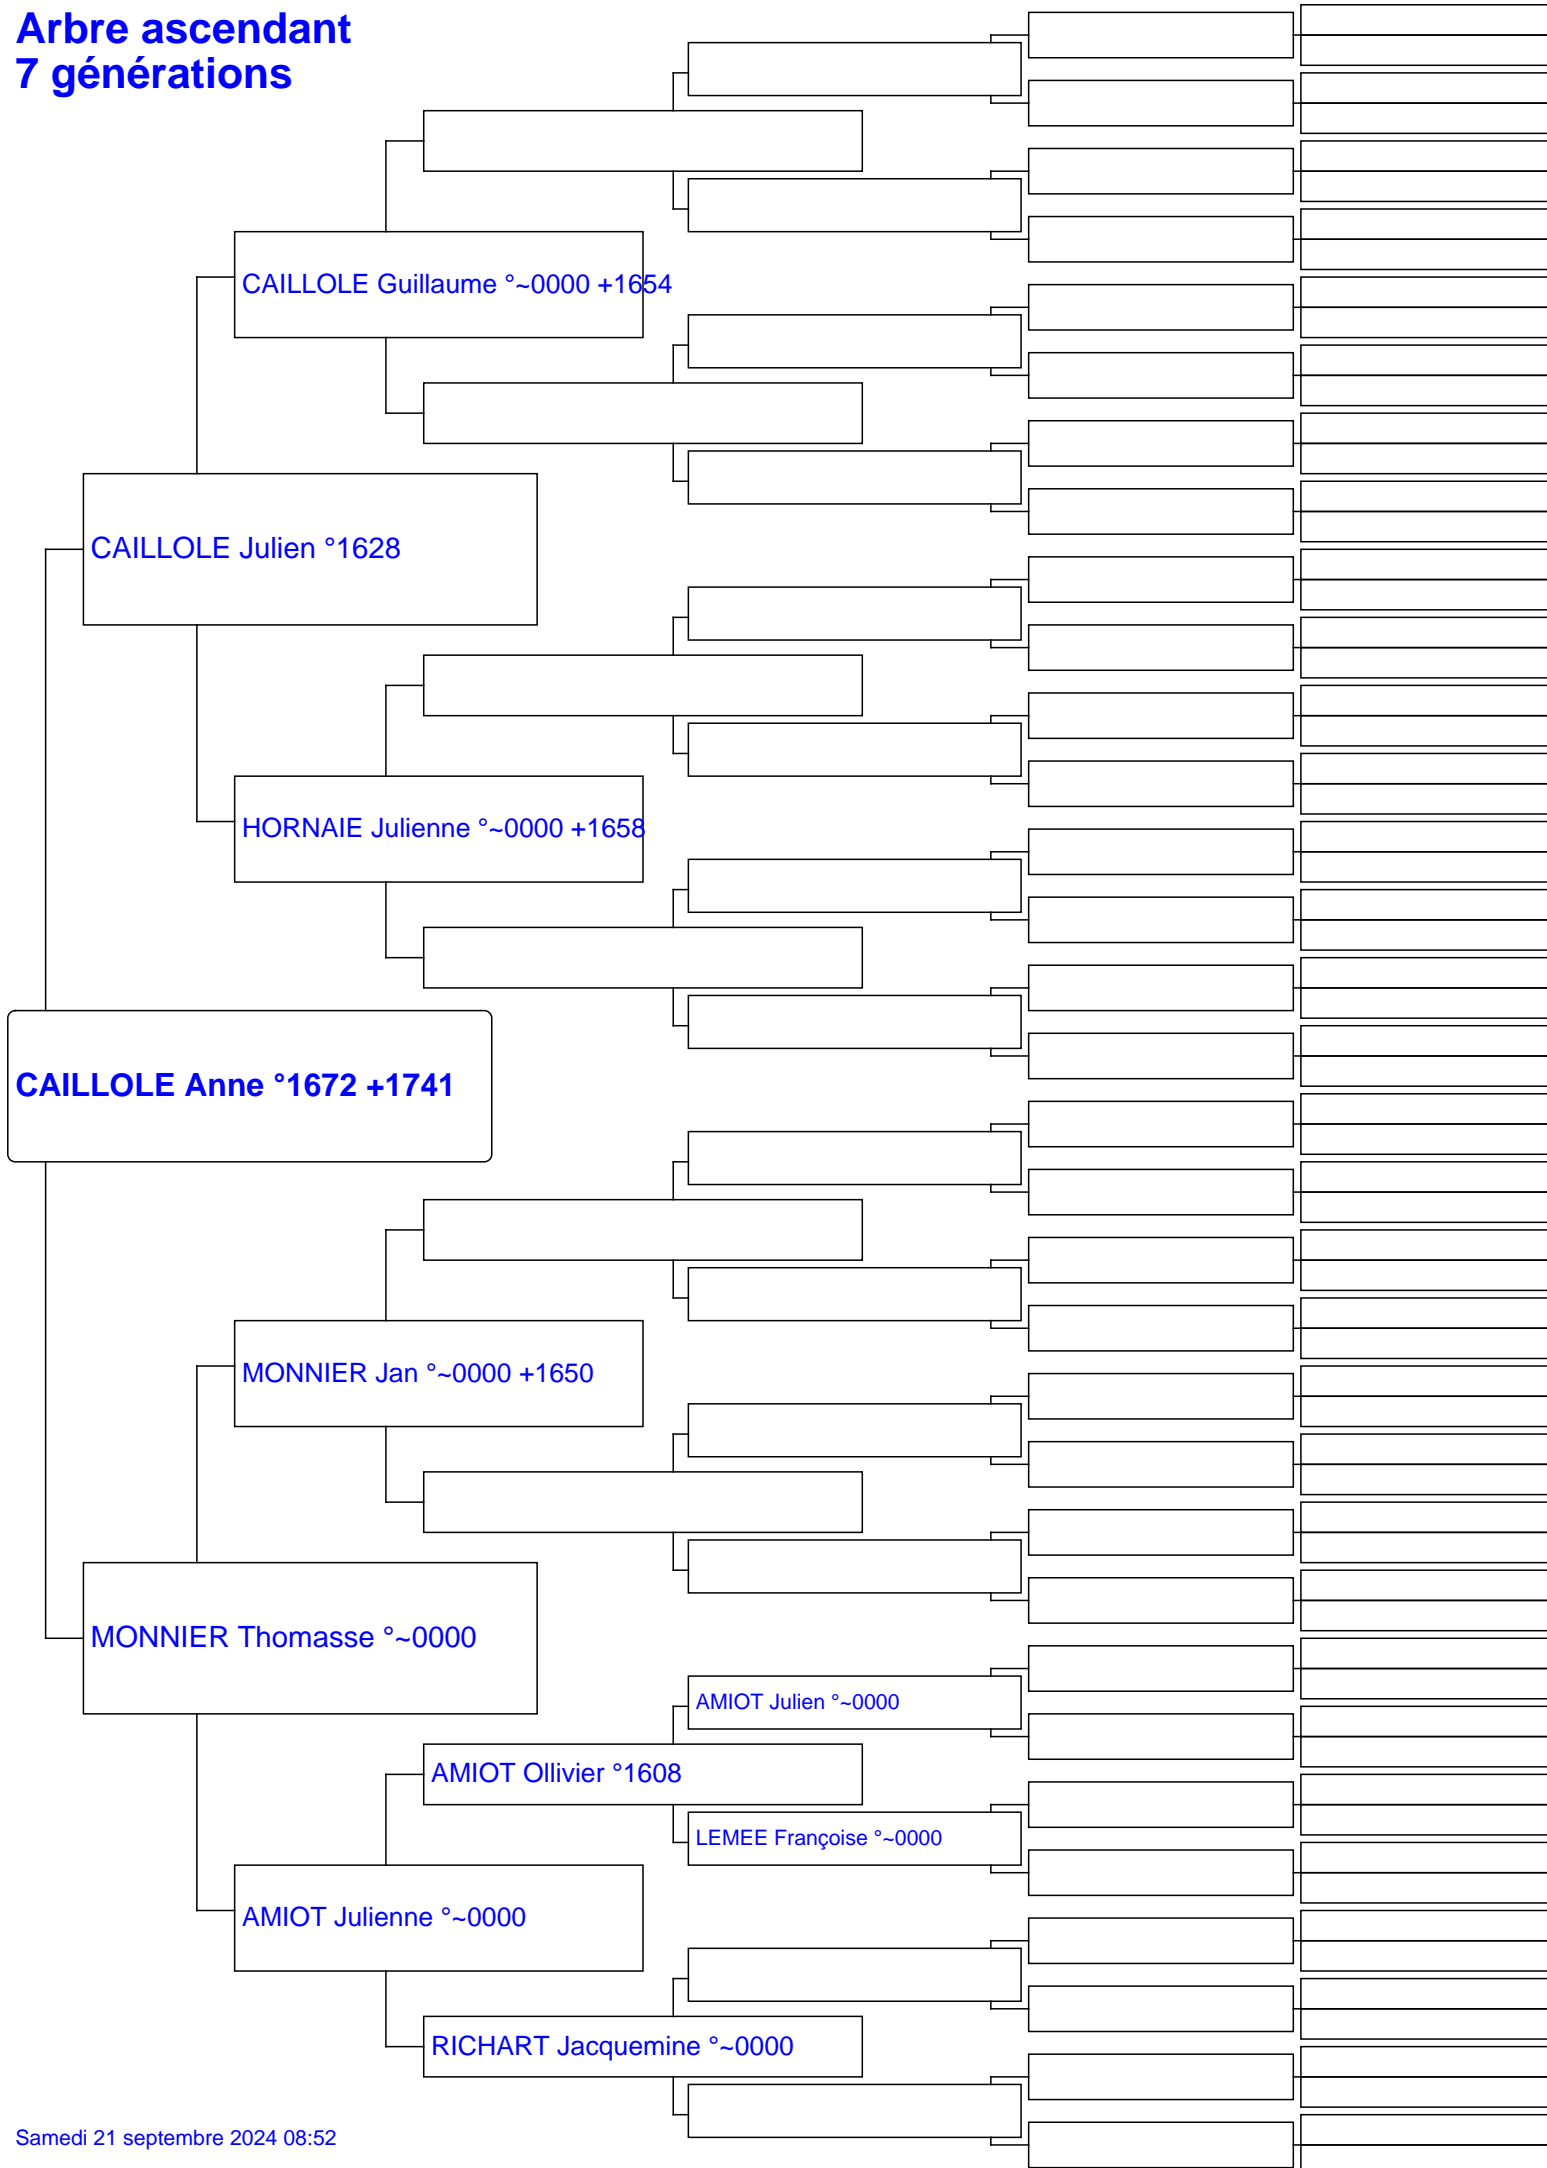 Arbre ascendant
7 générations
CAILLOLE Guillaume °~0000 +1654
CAILLOLE Julien °1628
HORNAIE Julienne °~0000 +1658
CAILLOLE Anne °1672 +1741
MONNIER Jan °~0000 +1650
MONNIER Thomasse °~0000
AMIOT Julien °~0000
AMIOT Ollivier °1608
LEMEE Françoise °~0000
AMIOT Julienne °~0000
RICHART Jacquemine °~0000
Samedi 21 septembre 2024 08:52